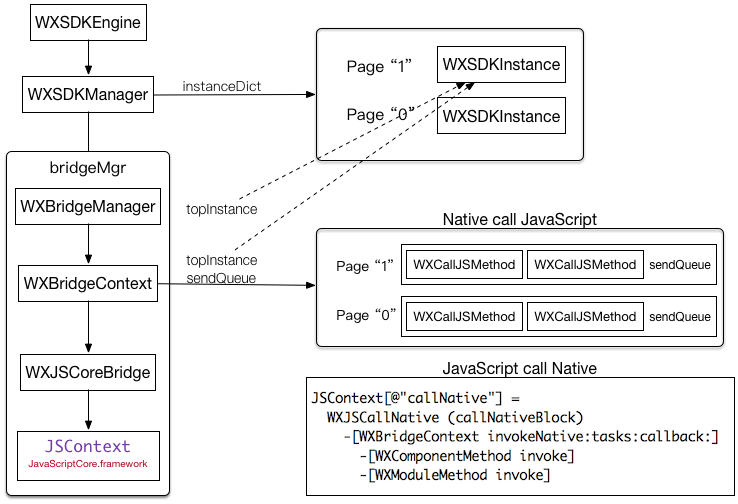 WXSDKEngine
WXSDKManager
instanceDict
Page “1”
WXSDKInstance
Page “0”
WXSDKInstance
bridgeMgr
WXBridgeManager
topInstance
topInstance
sendQueue
WXBridgeContext
WXJSCoreBridge
JSContext
JavaScriptCore.framework
Native call JavaScript
Page “1”
WXCallJSMethod
WXCallJSMethod
sendQueue
Page “0”
WXCallJSMethod
WXCallJSMethod
sendQueue
JavaScript call Native
JSContext[@"callNative"] =
WXJSCallNative (callNativeBlock)
-[WXBridgeContext invokeNative:tasks:callback:]
-[WXComponentMethod invoke]
-[WXModuleMethod invoke]